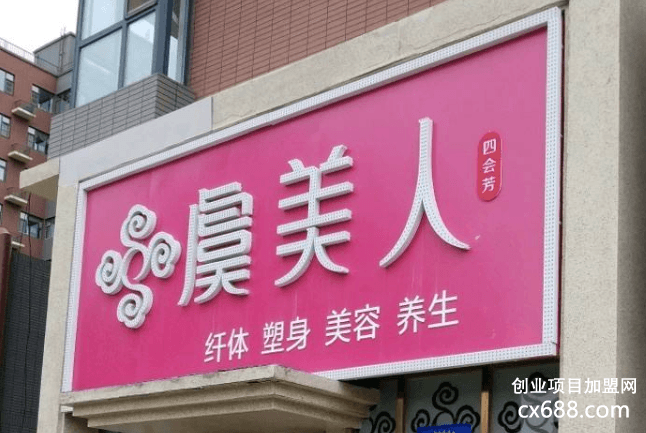 虞美人
四会芳
纤体 塑身 美容 养生
创业项目加盟网
cx688.com